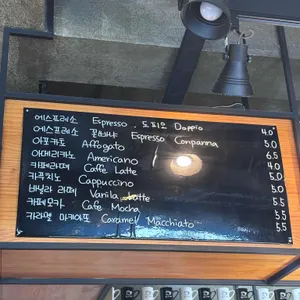 에스프레소 Espresso . 도피오 Doppio 4.0
에스프레소 꼰빠냐 Espresso Conpanna 5.0
아포카토 Affogato 6.5
아메리카노 Americano 4.0
카페라떼 Caffe Latte 5.0
카푸치노 Cappuccino 5.0
바닐라 라떼 Vanila Latte 5.5
카페모카 Cafe Mocha 5.5
카라멜 마키아또 Caramel Macchiato 5.5